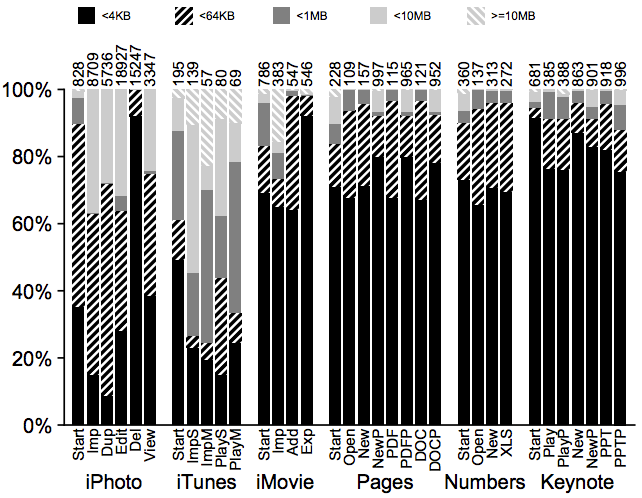 <4KB <64KB <1MB <10MB >=10MB
828 8709 5736 18927 15247 3347 195 139 57 80 69 786 383 547 546 228 109 157 997 115 965 121 952 360 137 313 272 681 385 388 863 901 918 996
100%
80%
60%
40%
20%
0%
Start Imp Dup Edit Del View Start ImpS ImpM PlayS PlayM Start Imp Add Exp Start Open New NewP PDF PDFP DOC DOCP Start Open New XLS Start Play PlayP New NewP PPT PPTP
iPhoto iTunes iMovie Pages Numbers Keynote